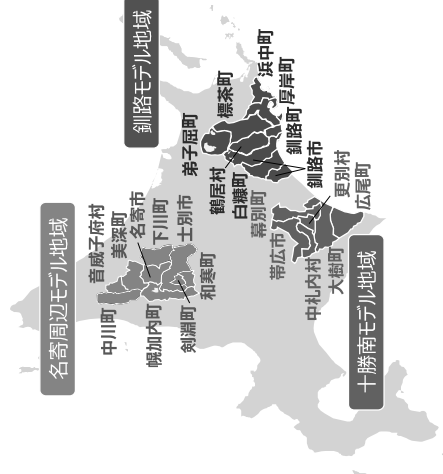 名寄周辺モデル地域
音威子府村
美深町
名寄市
下川町
士別市
中川町
幌加内町
剣淵町
和寒町
釧路モデル地域
弟子屈町
標茶町
浜中町
厚岸町
釧路町
釧路市
鶴居村
白糠町
十勝南モデル地域
幕別町
帯広市
更別村
広尾町
中札内村
大樹町